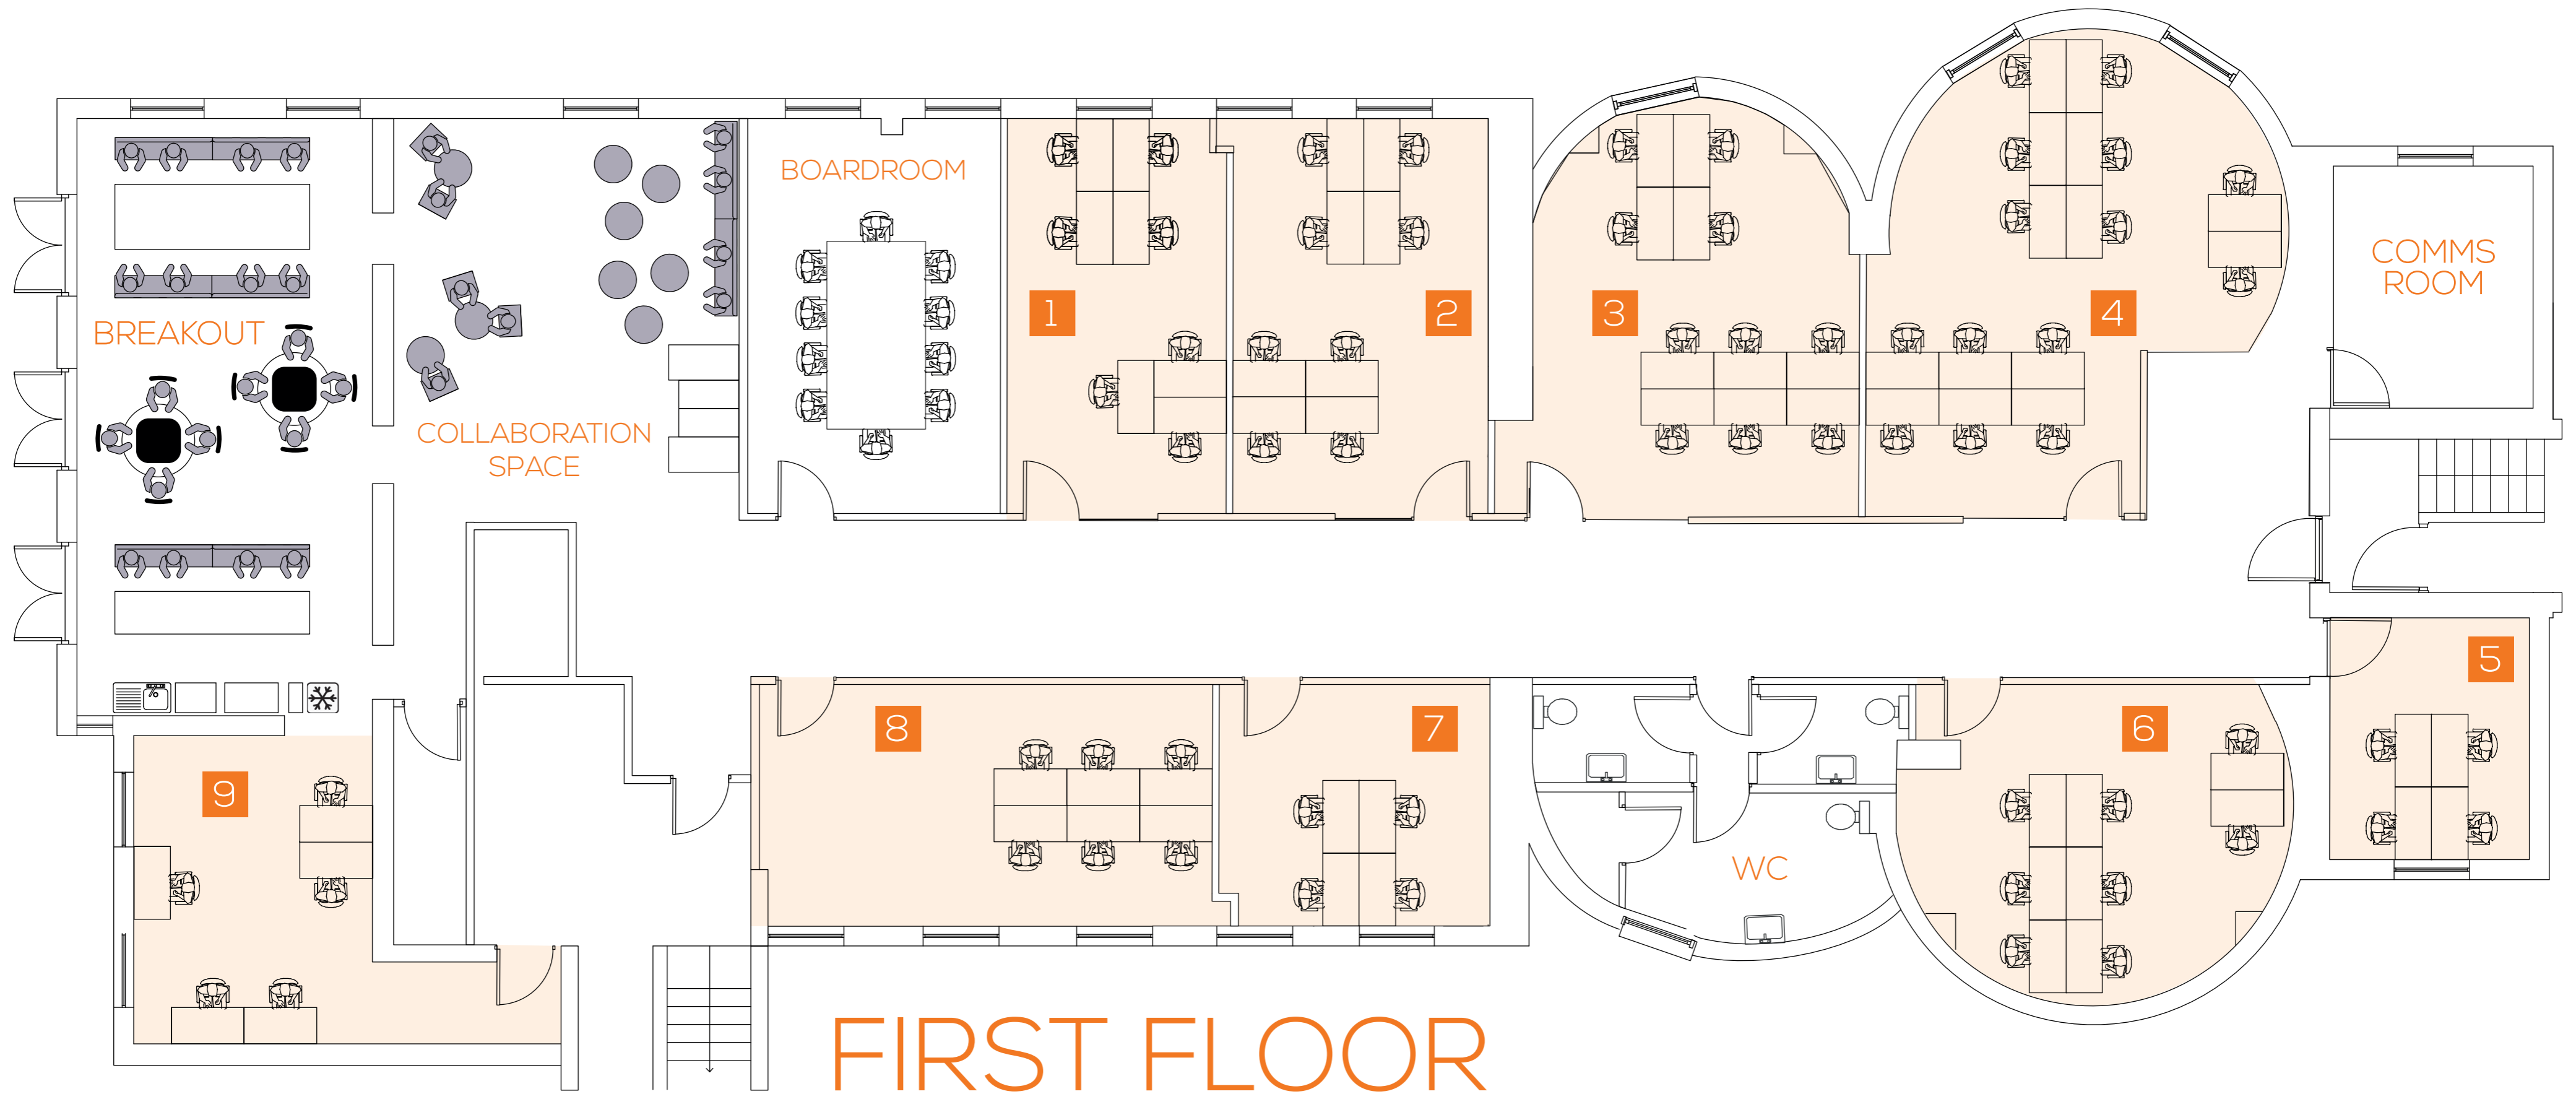 BOARDROOM
COMMS
ROOM
BREAKOUT
1
2
3
4
COLLABORATION
SPACE
5
8
7
6
9
WC
FIRST FLOOR